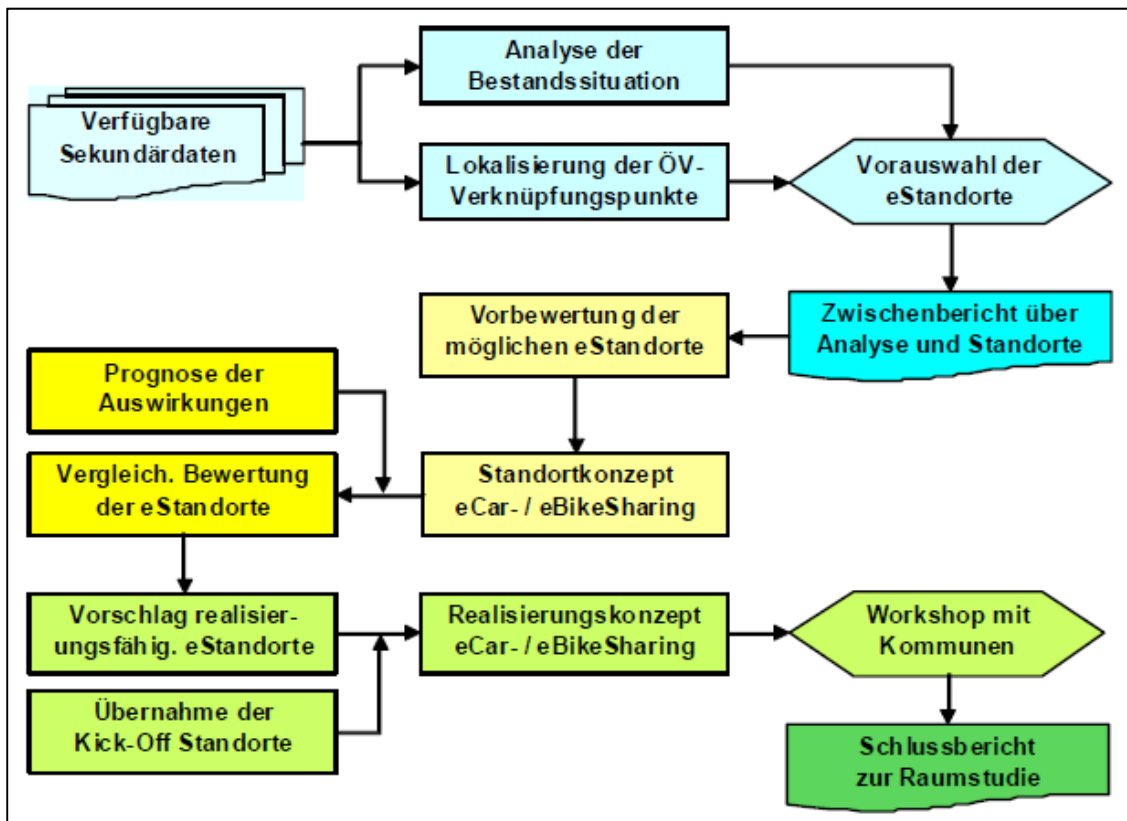 Analyse der
Bestandssituation
Verfügbare
Sekundärdaten
Lokalisierung der ÖV-
Verknüpfungspunkte
Vorauswahl der
eStandorte
Zwischenbericht über
Analyse und Standorte
Vorbewertung der
möglichen eStandorte
Prognose der
Auswirkungen
Standortkonzept
eCar- / eBikeSharing
Vergleich. Bewertung
der eStandorte
Vorschlag realisier-
ungsfähig. eStandorte
Realisierungskonzept
eCar- / eBikeSharing
Workshop mit
Kommunen
Übernahme der
Kick-Off Standorte
Schlussbericht
zur Raumstudie